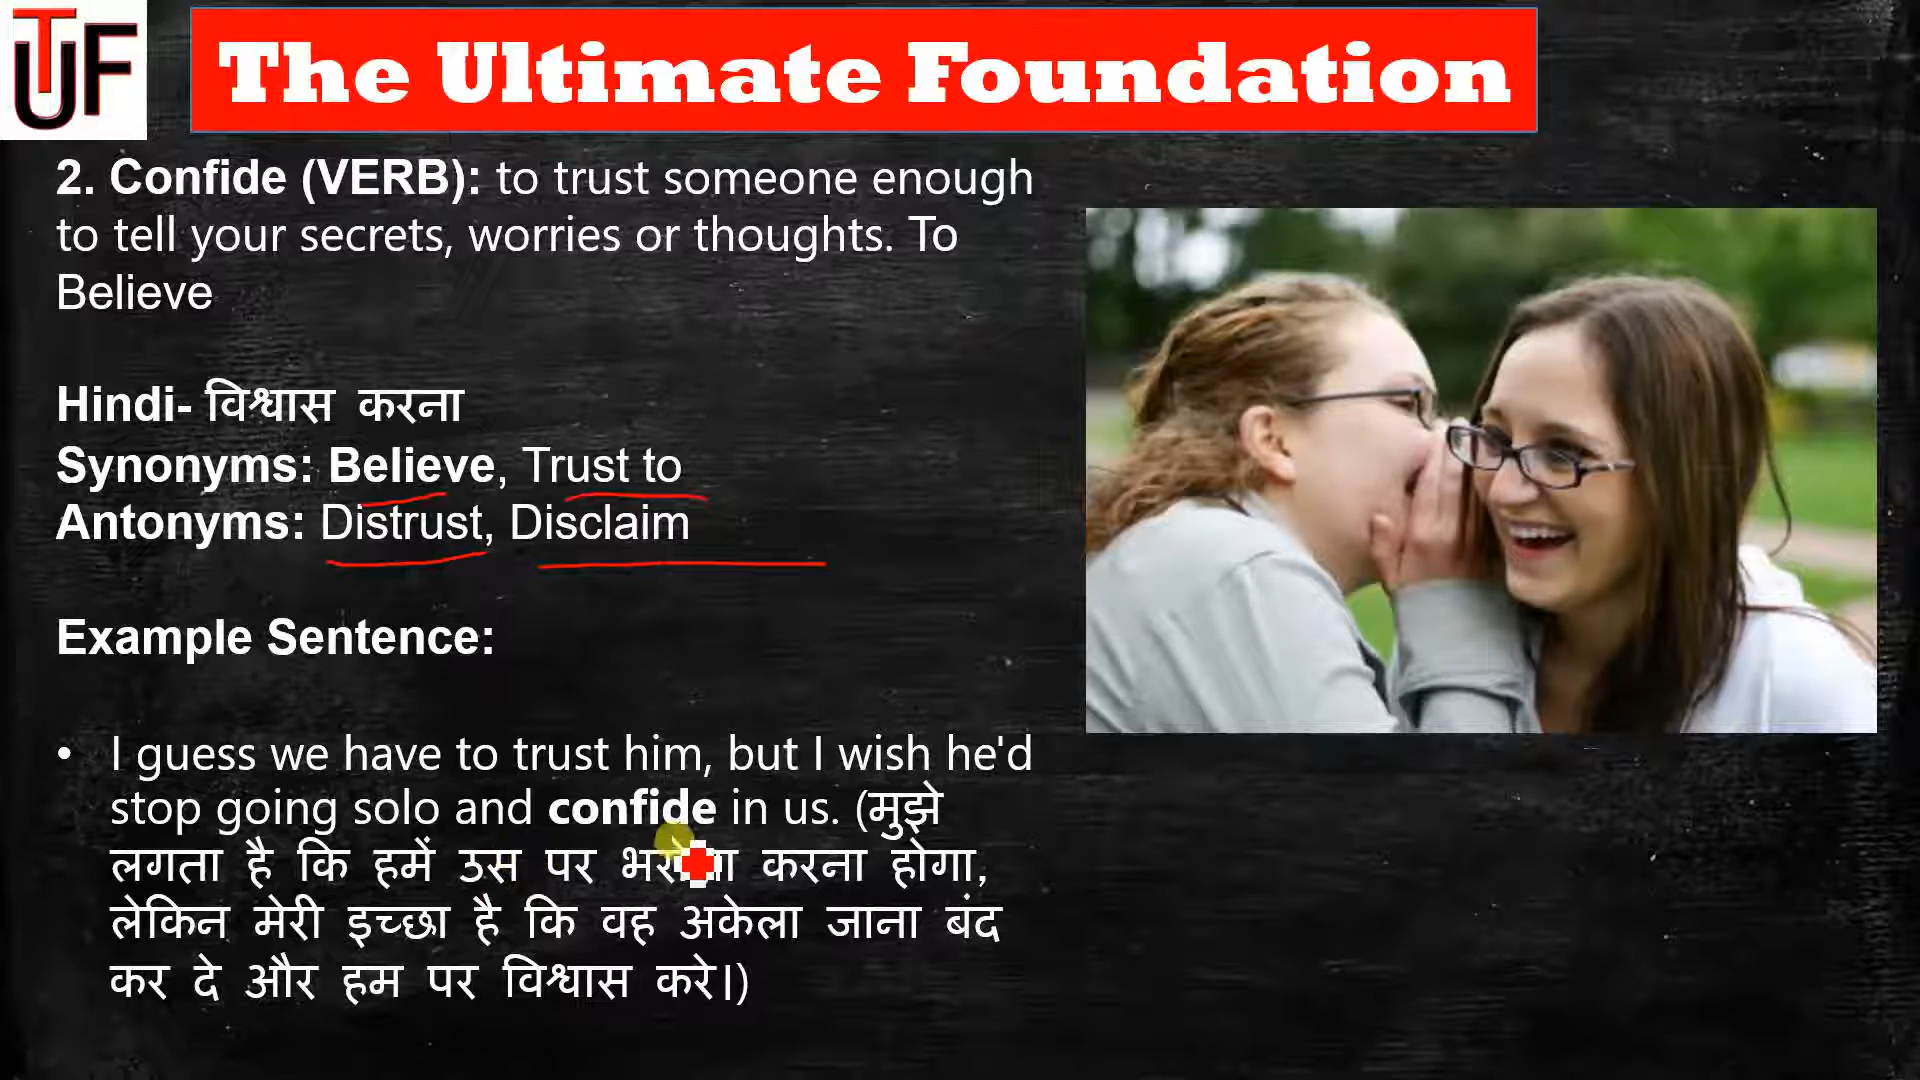 TUF
The Ultimate Foundation
2. Confide (VERB): to trust someone enough
to tell your secrets, worries or thoughts. To
Believe
Hindi- विश्वास करना
Synonyms: Believe, Trust to
Antonyms: Distrust, Disclaim
Example Sentence:
• I guess we have to trust him, but I wish he'd
stop going solo and confide in us. (मुझे
लगता है कि हमें उस पर करना होगा,
लेकिन मेरी इच्छा है कि वह अकेला जाना बंद
कर दे और हम पर विश्वास करे।)